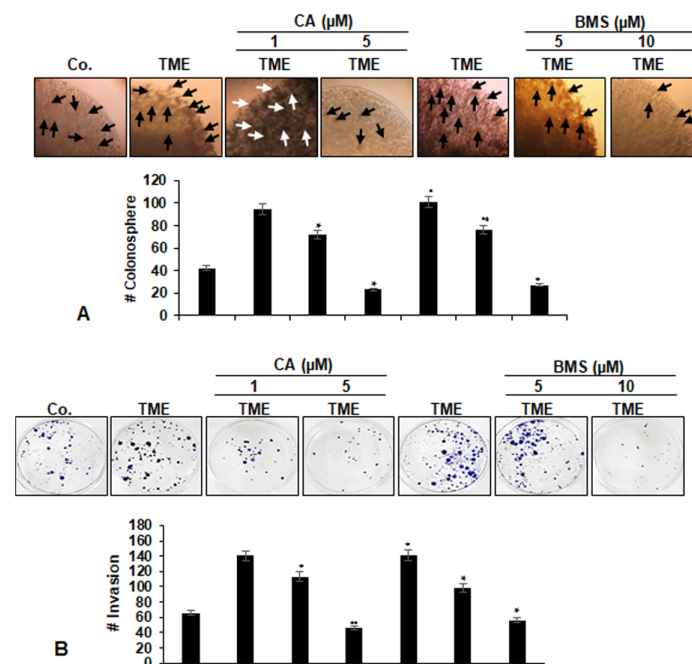 CA (µM)
BMS (µM)
1 5 5 10
Co. TME TME TME TME TME TME
# Colonosphere
120
100
80
60
40
20
0
* * * ** *
A
CA (µM)
BMS (µM)
1 5 5 10
Co. TME TME TME TME TME TME
# Invasion
180
160
140
120
100
80
60
40
20
0
* ** * * *
B